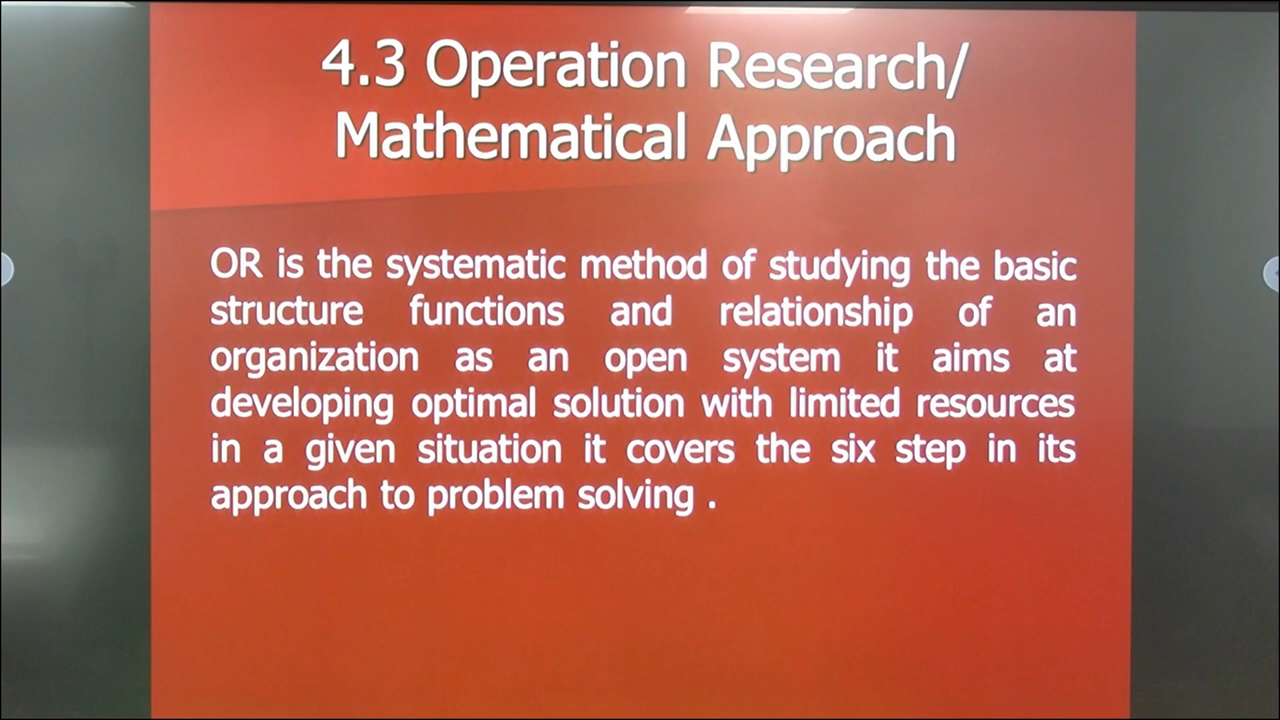 4.3 Operation Research/
Mathematical Approach
OR is the systematic method of studying the basic
structure functions and relationship of an
organization as an open system it aims at
developing optimal solution with limited resources
in a given situation it covers the six step in its
approach to problem solving .